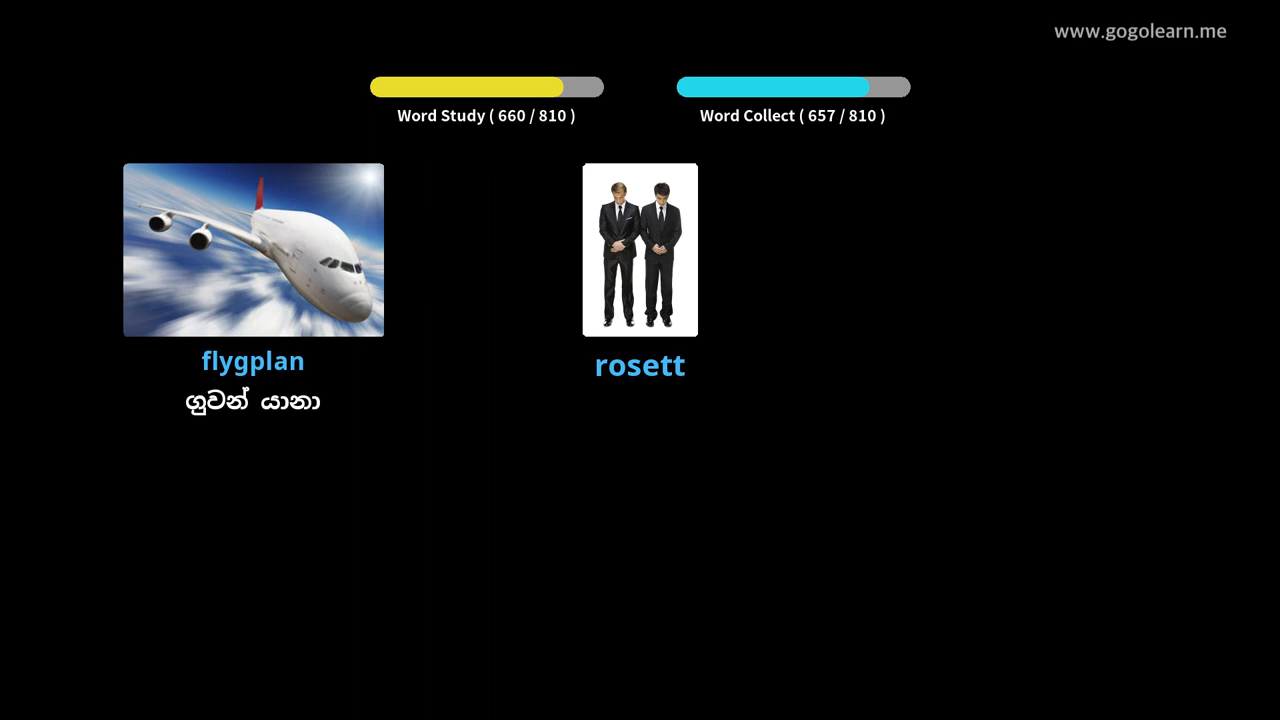 www.gogolearn.me
Word Study ( 660 / 810 )
Word Collect ( 657 / 810 )
flygplan
ගුවන් යානා
rosett